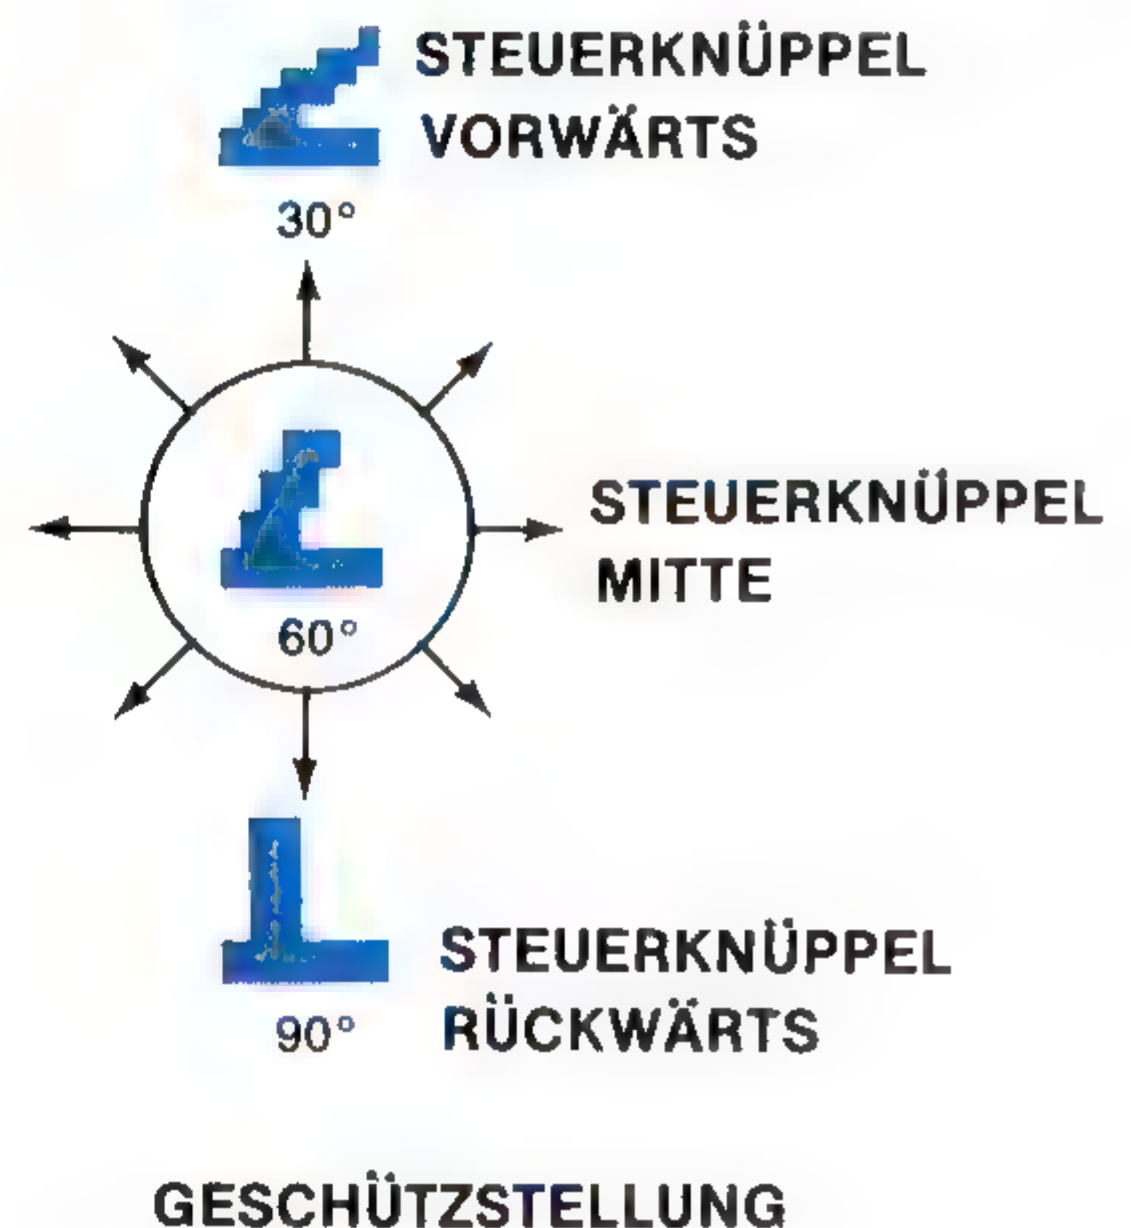 STEUERKNÜPPEL
VORWÄRTS
30°
STEUERKNÜPPEL
MITTE
60°
STEUERKNÜPPEL
RÜCKWÄRTS
90°
GESCHÜTZSTELLUNG